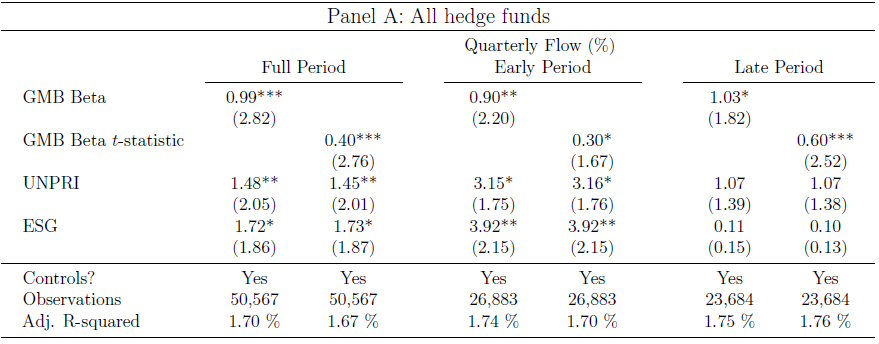 Panel A: All hedge funds
Quarterly Flow (%)
Full Period Early Period Late Period
GMB Beta 0.99*** 0.90** 1.03*
(2.82) (2.20) (1.82)
GMB Beta t-statistic 0.40*** 0.30* 0.60***
(2.76) (1.67) (2.52)
UNPRI 1.48** 1.45** 3.15* 3.16* 1.07 1.07
(2.05) (2.01) (1.75) (1.76) (1.39) (1.38)
ESG 1.72* 1.73* 3.92** 3.92** 0.11 0.10
(1.86) (1.87) (2.15) (2.15) (0.15) (0.13)
Controls? Yes Yes Yes Yes Yes Yes
Observations 50,567 50,567 26,883 26,883 23,684 23,684
Adj. R-squared 1.70 % 1.67 % 1.74 % 1.70 % 1.75 % 1.76 %